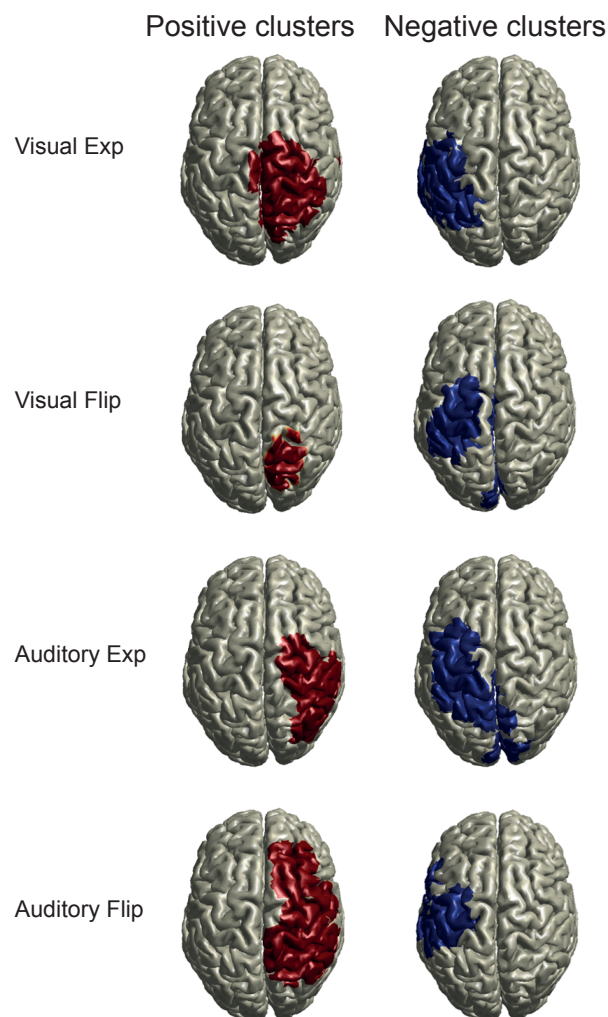 Positive clusters
Negative clusters
Visual Exp
Visual Flip
Auditory Exp
Auditory Flip